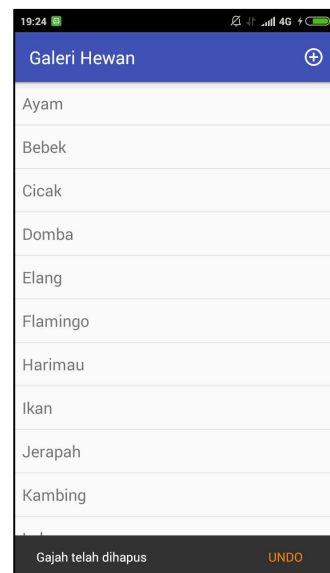 19:24 4G
Galeri Hewan
Ayam
Bebek
Cicak
Domba
Elang
Flamingo
Harimau
Ikan
Jerapah
Kambing
Gajah telah dihapus UNDO